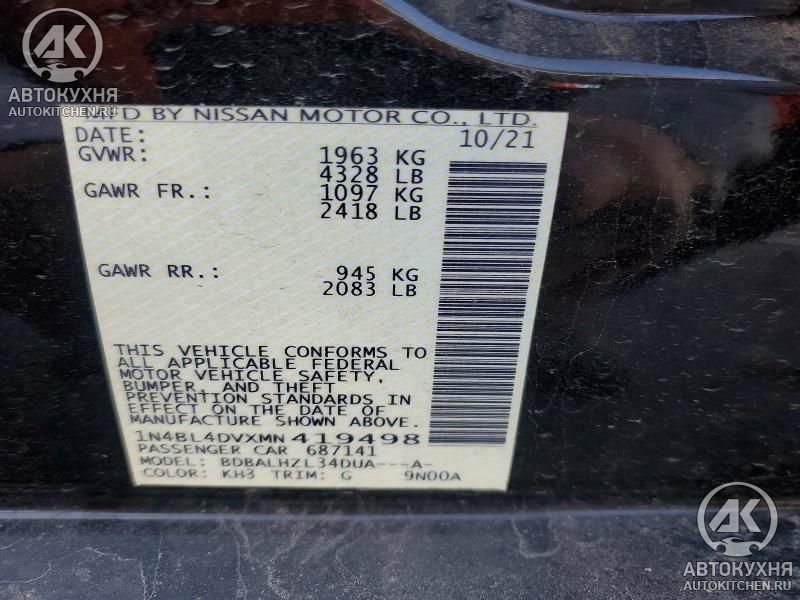 АК
АВТОКУХНЯ
AUTOKITCHEN.RU
MFD BY NISSAN MOTOR CO., LTD.
DATE: 10/21
GVWR: 1963 KG
4328 LB
GAWR FR.: 1097 KG
2418 LB
GAWR RR.: 945 KG
2083 LB
THIS VEHICLE CONFORMS TO
ALL APPLICABLE FEDERAL
MOTOR VEHICLE SAFETY,
BUMPER, AND THEFT
PREVENTION STANDARDS IN
EFFECT ON THE DATE OF
MANUFACTURE SHOWN ABOVE.
1N4BL4DVXMN419498
PASSENGER CAR 687141
MODEL: BDBALHZL34DUA---A-
COLOR: KH3 TRIM: G 9N00A
АК
АВТОКУХНЯ
AUTOKITCHEN.RU